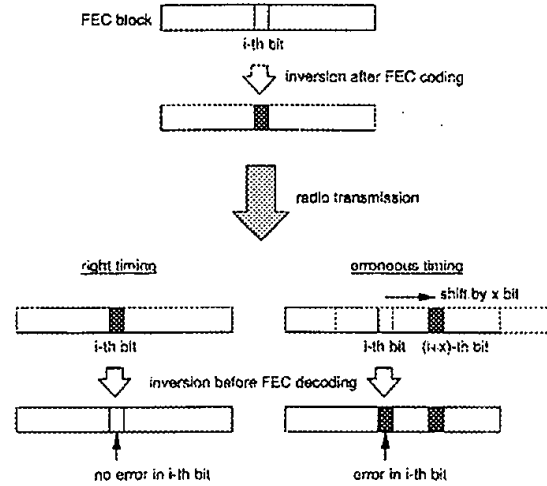 FEC block
i-th bit
inversion after FEC coding
radio transmission
right timing
erroneous timing
shift by x bit
i-th bit
i-th bit
(i+x)-th bit
inversion before FEC decoding
no error in i-th bit
error in i-th bit